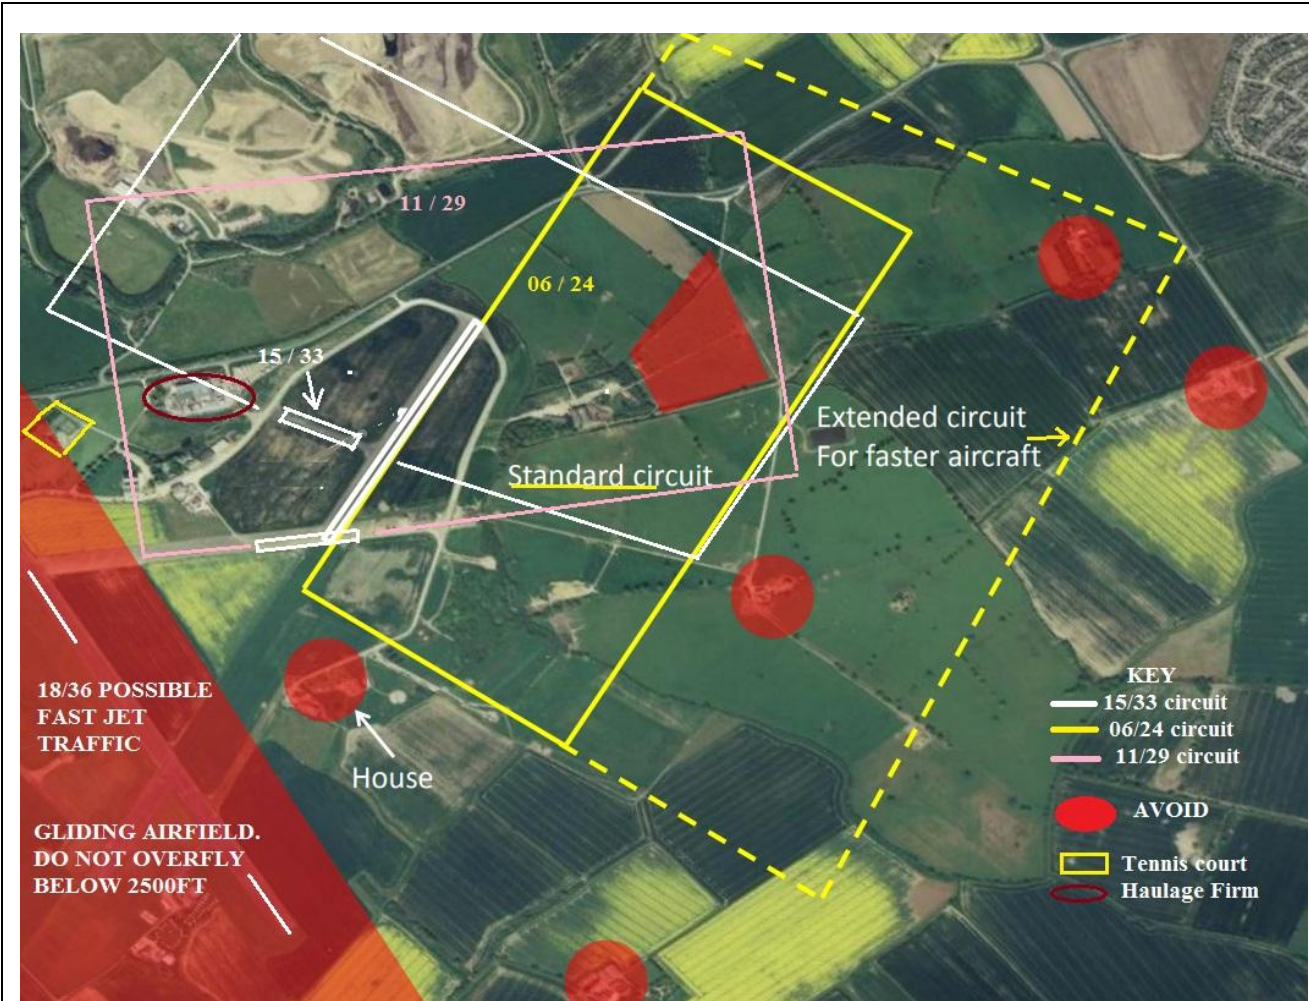 11 / 29
06 / 24
15 / 33
Extended circuit
For faster aircraft
Standard circuit
18/36 POSSIBLE
FAST JET
TRAFFIC
House
GLIDING AIRFIELD.
DO NOT OVERFLY
BELOW 2500FT
KEY
15/33 circuit
06/24 circuit
11/29 circuit
AVOID
Tennis court
Haulage Firm